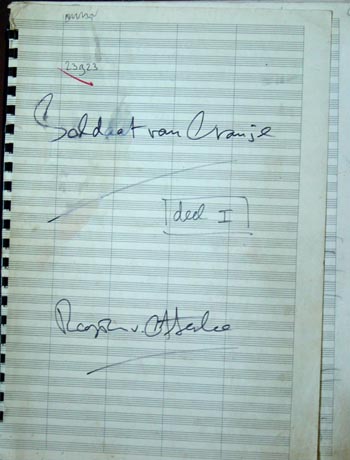 23g23
Soldaat van Oranje
deel I
Rogier v. Otterloo